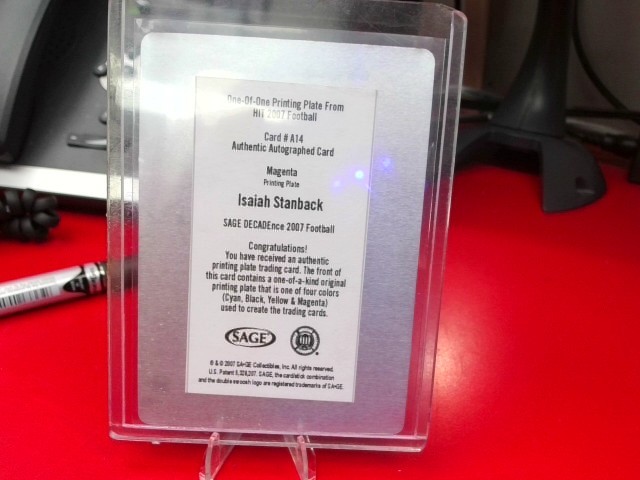 One-Of-One Printing Plate From
HIT 2007 Football
Card # A14
Authentic Autographed Card
Magenta
Printing Plate
Isaiah Stanback
SAGE DECADEnce 2007 Football
Congratulations!
You have received an authentic
printing plate trading card. The front of
this card contains a one-of-a-kind original
printing plate that is one of four colors
(Cyan, Black, Yellow & Magenta)
used to create the trading cards.
SAGE
© & ® 2007 SA•GE Collectibles, Inc. All rights reserved.
U.S. Patent 5,328,207. SAGE, the card/stick combination
and the double swoosh logo are registered trademarks of SA•GE.